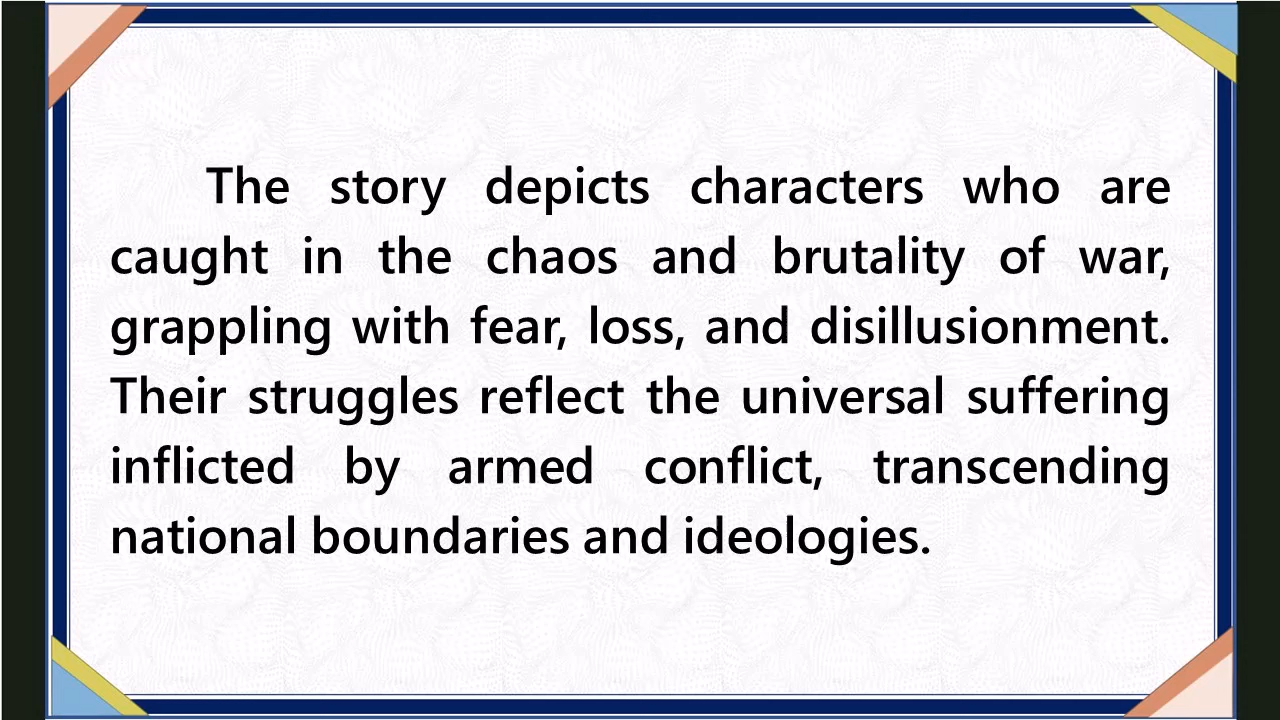 The story depicts characters who are
caught in the chaos and brutality of war,
grappling with fear, loss, and disillusionment.
Their struggles reflect the universal suffering
inflicted by armed conflict, transcending
national boundaries and ideologies.